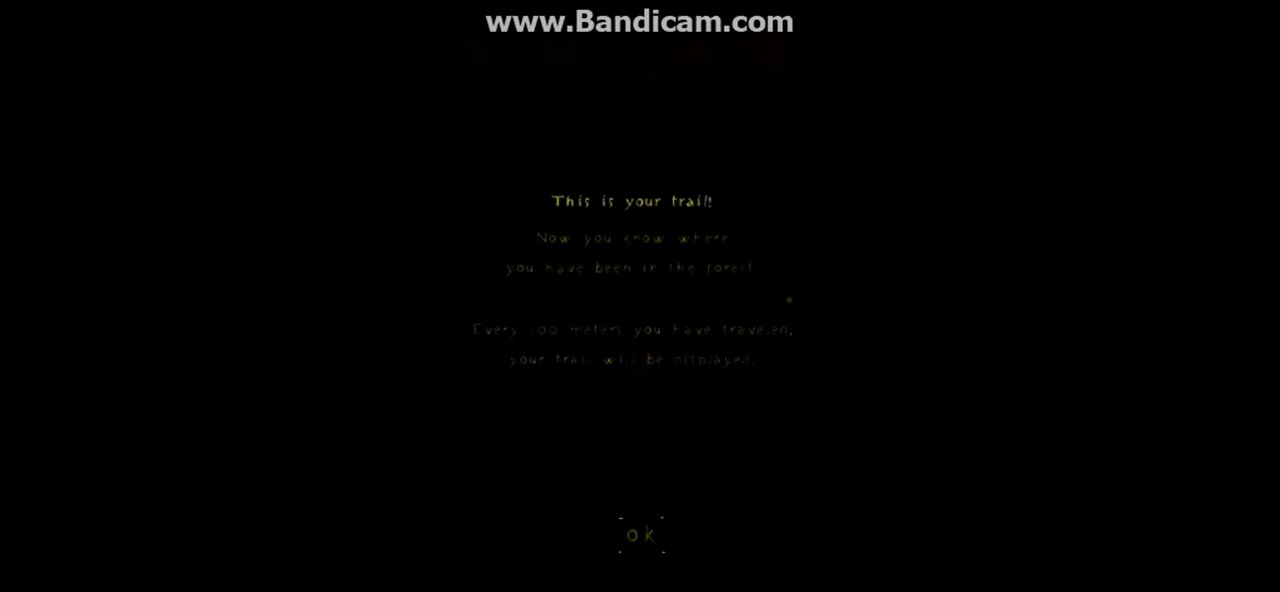 www.Bandicam.com
This is your trail!
Now you know where
you have been in the forest.
Every 100 meters you have traveled,
your trail will be displayed.
ok